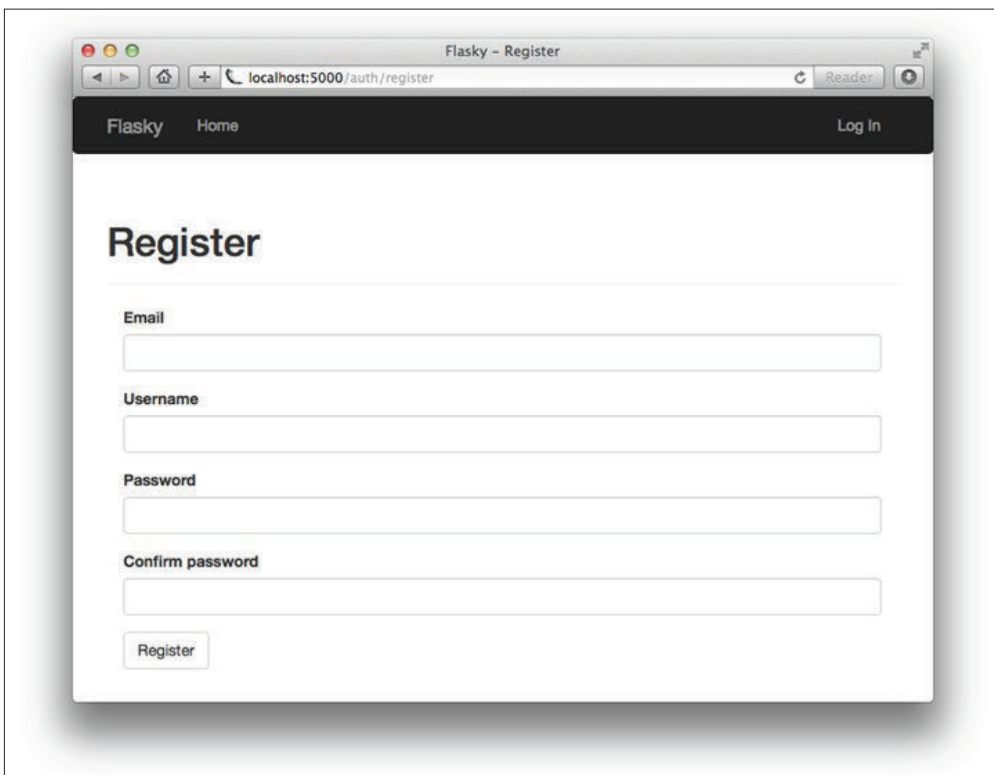 Flasky – Register
localhost:5000/auth/register
Reader
Flasky Home Log In
Register
Email
Username
Password
Confirm password
Register